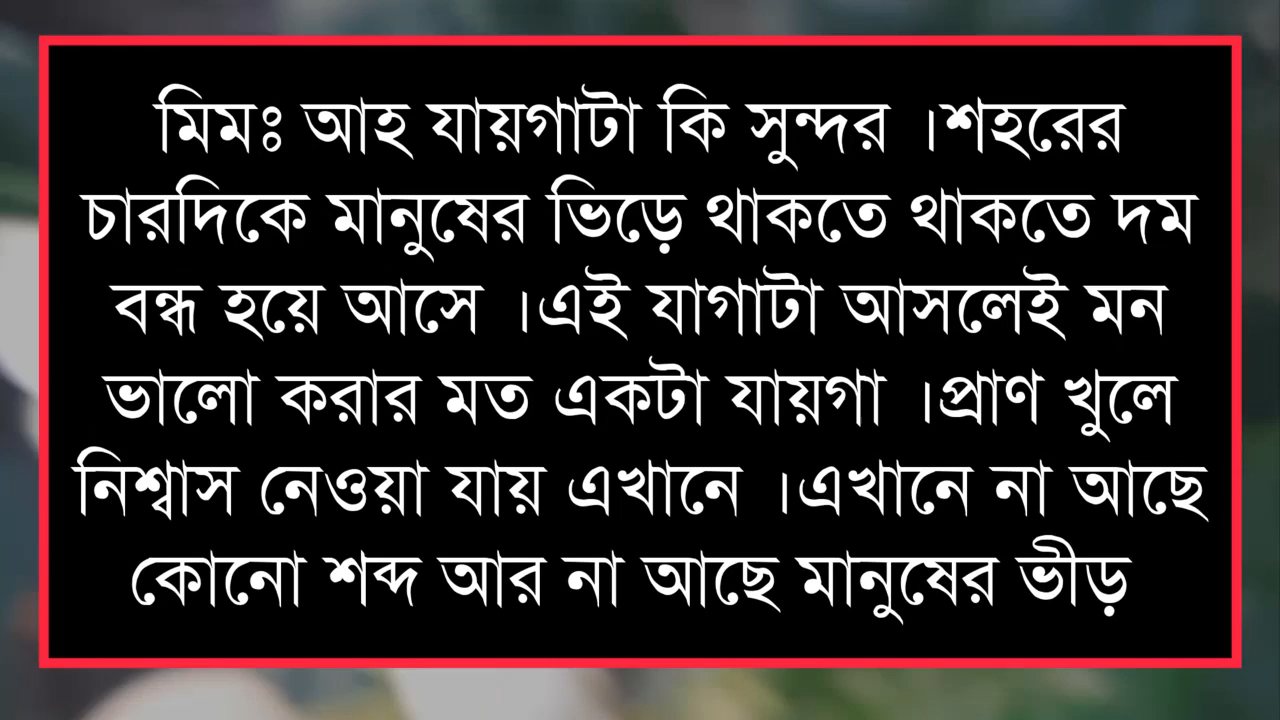 মিমঃ আহ যায়গাটা কি সুন্দর ।শহরের
চারদিকে মানুষের ভিড়ে থাকতে থাকতে দম
বন্ধ হয়ে আসে ।এই যাগাটা আসলেই মন
ভালো করার মত একটা যায়গা ।প্রাণ খুলে
নিশ্বাস নেওয়া যায় এখানে ।এখানে না আছে
কোনো শব্দ আর না আছে মানুষের ভীড়